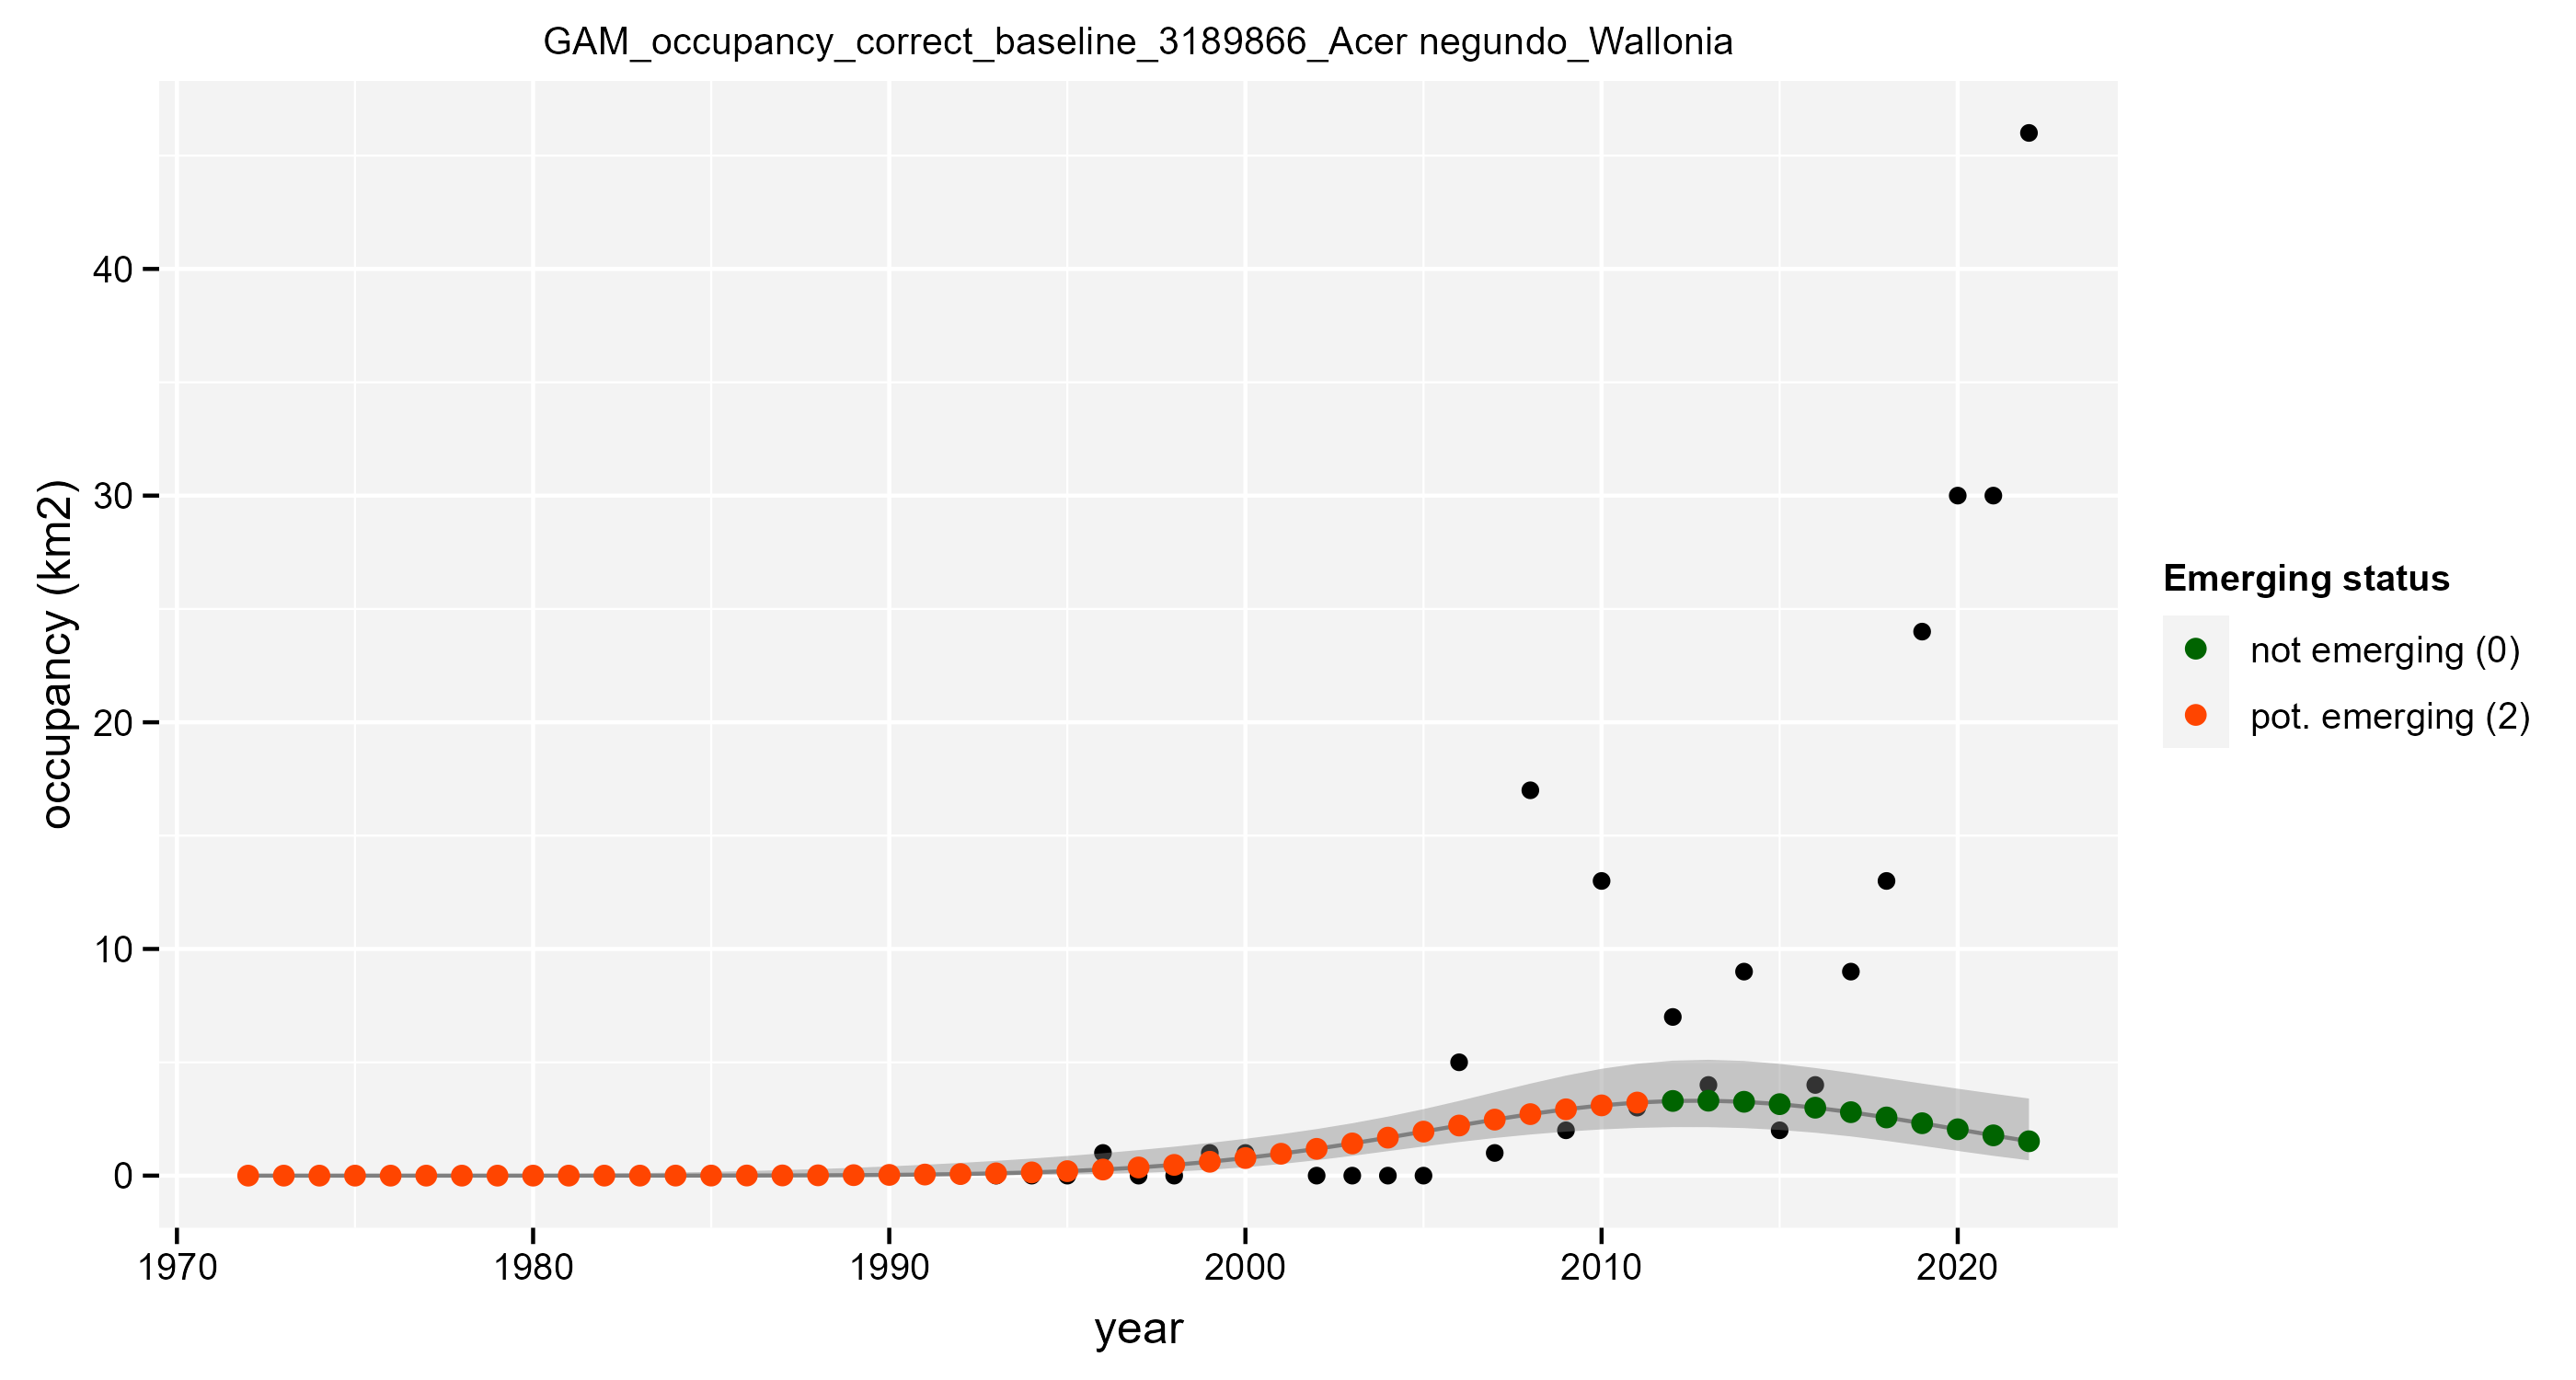 GAM_occupancy_correct_baseline_3189866_Acer negundo_Wallonia
occupancy (km2)
40
30
20
10
0
1970 1980 1990 2000 2010 2020
year
Emerging status
not emerging (0)
pot. emerging (2)